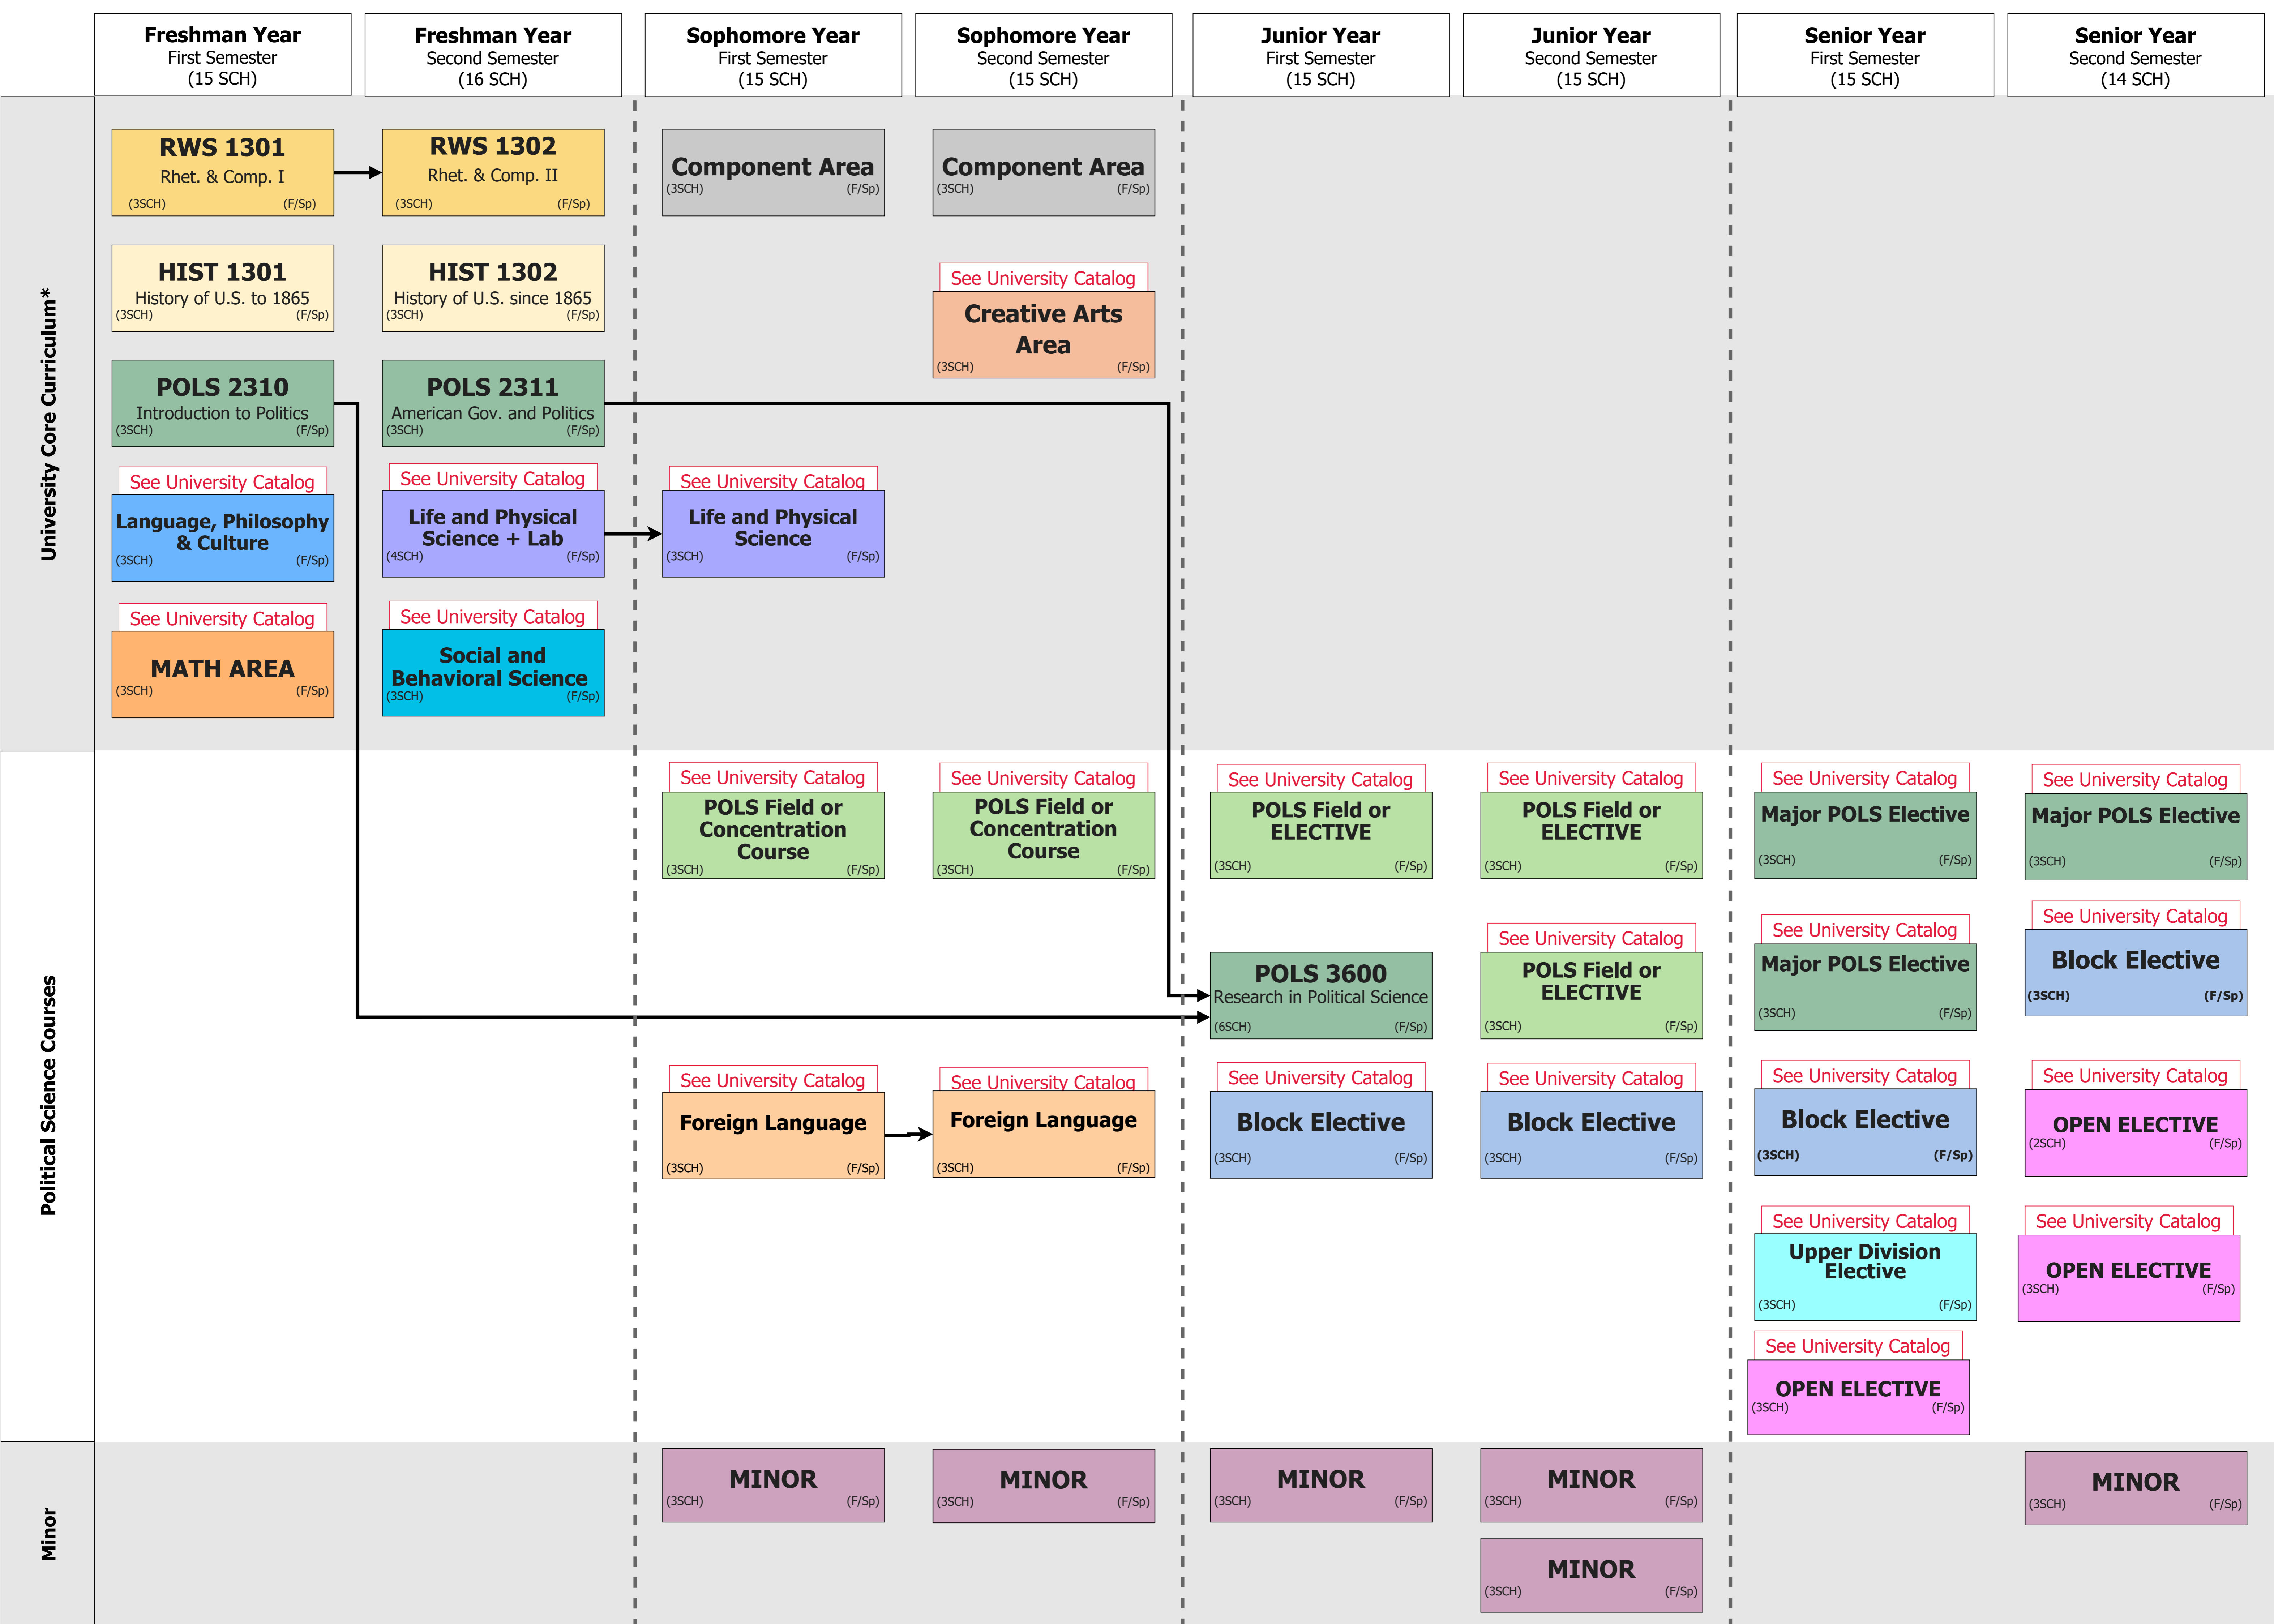 Freshman Year
First Semester
(15 SCH)
Freshman Year
Second Semester
(16 SCH)
Sophomore Year
First Semester
(15 SCH)
Sophomore Year
Second Semester
(15 SCH)
Junior Year
First Semester
(15 SCH)
Junior Year
Second Semester
(15 SCH)
Senior Year
First Semester
(15 SCH)
Senior Year
Second Semester
(14 SCH)
University Core Curriculum*
RWS 1301
Rhet. & Comp. I
(3SCH) (F/Sp)
RWS 1302
Rhet. & Comp. II
(3SCH) (F/Sp)
Component Area
(3SCH) (F/Sp)
Component Area
(3SCH) (F/Sp)
HIST 1301
History of U.S. to 1865
(3SCH) (F/Sp)
HIST 1302
History of U.S. since 1865
(3SCH) (F/Sp)
See University Catalog
Creative Arts
Area
(3SCH) (F/Sp)
POLS 2310
Introduction to Politics
(3SCH) (F/Sp)
POLS 2311
American Gov. and Politics
(3SCH) (F/Sp)
See University Catalog
Language, Philosophy
& Culture
(3SCH) (F/Sp)
See University Catalog
Life and Physical
Science + Lab
(4SCH) (F/Sp)
See University Catalog
Life and Physical
Science
(3SCH) (F/Sp)
See University Catalog
MATH AREA
(3SCH) (F/Sp)
See University Catalog
Social and
Behavioral Science
(3SCH) (F/Sp)
Political Science Courses
See University Catalog
POLS Field or
Concentration
Course
(3SCH) (F/Sp)
See University Catalog
POLS Field or
Concentration
Course
(3SCH) (F/Sp)
See University Catalog
POLS Field or
ELECTIVE
(3SCH) (F/Sp)
See University Catalog
POLS Field or
ELECTIVE
(3SCH) (F/Sp)
See University Catalog
Major POLS Elective
(3SCH) (F/Sp)
See University Catalog
Major POLS Elective
(3SCH) (F/Sp)
POLS 3600
Research in Political Science
(6SCH) (F/Sp)
See University Catalog
POLS Field or
ELECTIVE
(3SCH) (F/Sp)
See University Catalog
Major POLS Elective
(3SCH) (F/Sp)
See University Catalog
Block Elective
(3SCH) (F/Sp)
See University Catalog
Foreign Language
(3SCH) (F/Sp)
See University Catalog
Foreign Language
(3SCH) (F/Sp)
See University Catalog
Block Elective
(3SCH) (F/Sp)
See University Catalog
Block Elective
(3SCH) (F/Sp)
See University Catalog
Block Elective
(3SCH) (F/Sp)
See University Catalog
OPEN ELECTIVE
(2SCH) (F/Sp)
See University Catalog
Upper Division
Elective
(3SCH) (F/Sp)
See University Catalog
OPEN ELECTIVE
(3SCH) (F/Sp)
See University Catalog
OPEN ELECTIVE
(3SCH) (F/Sp)
Minor
MINOR
(3SCH) (F/Sp)
MINOR
(3SCH) (F/Sp)
MINOR
(3SCH) (F/Sp)
MINOR
(3SCH) (F/Sp)
MINOR
(3SCH) (F/Sp)
MINOR
(3SCH) (F/Sp)